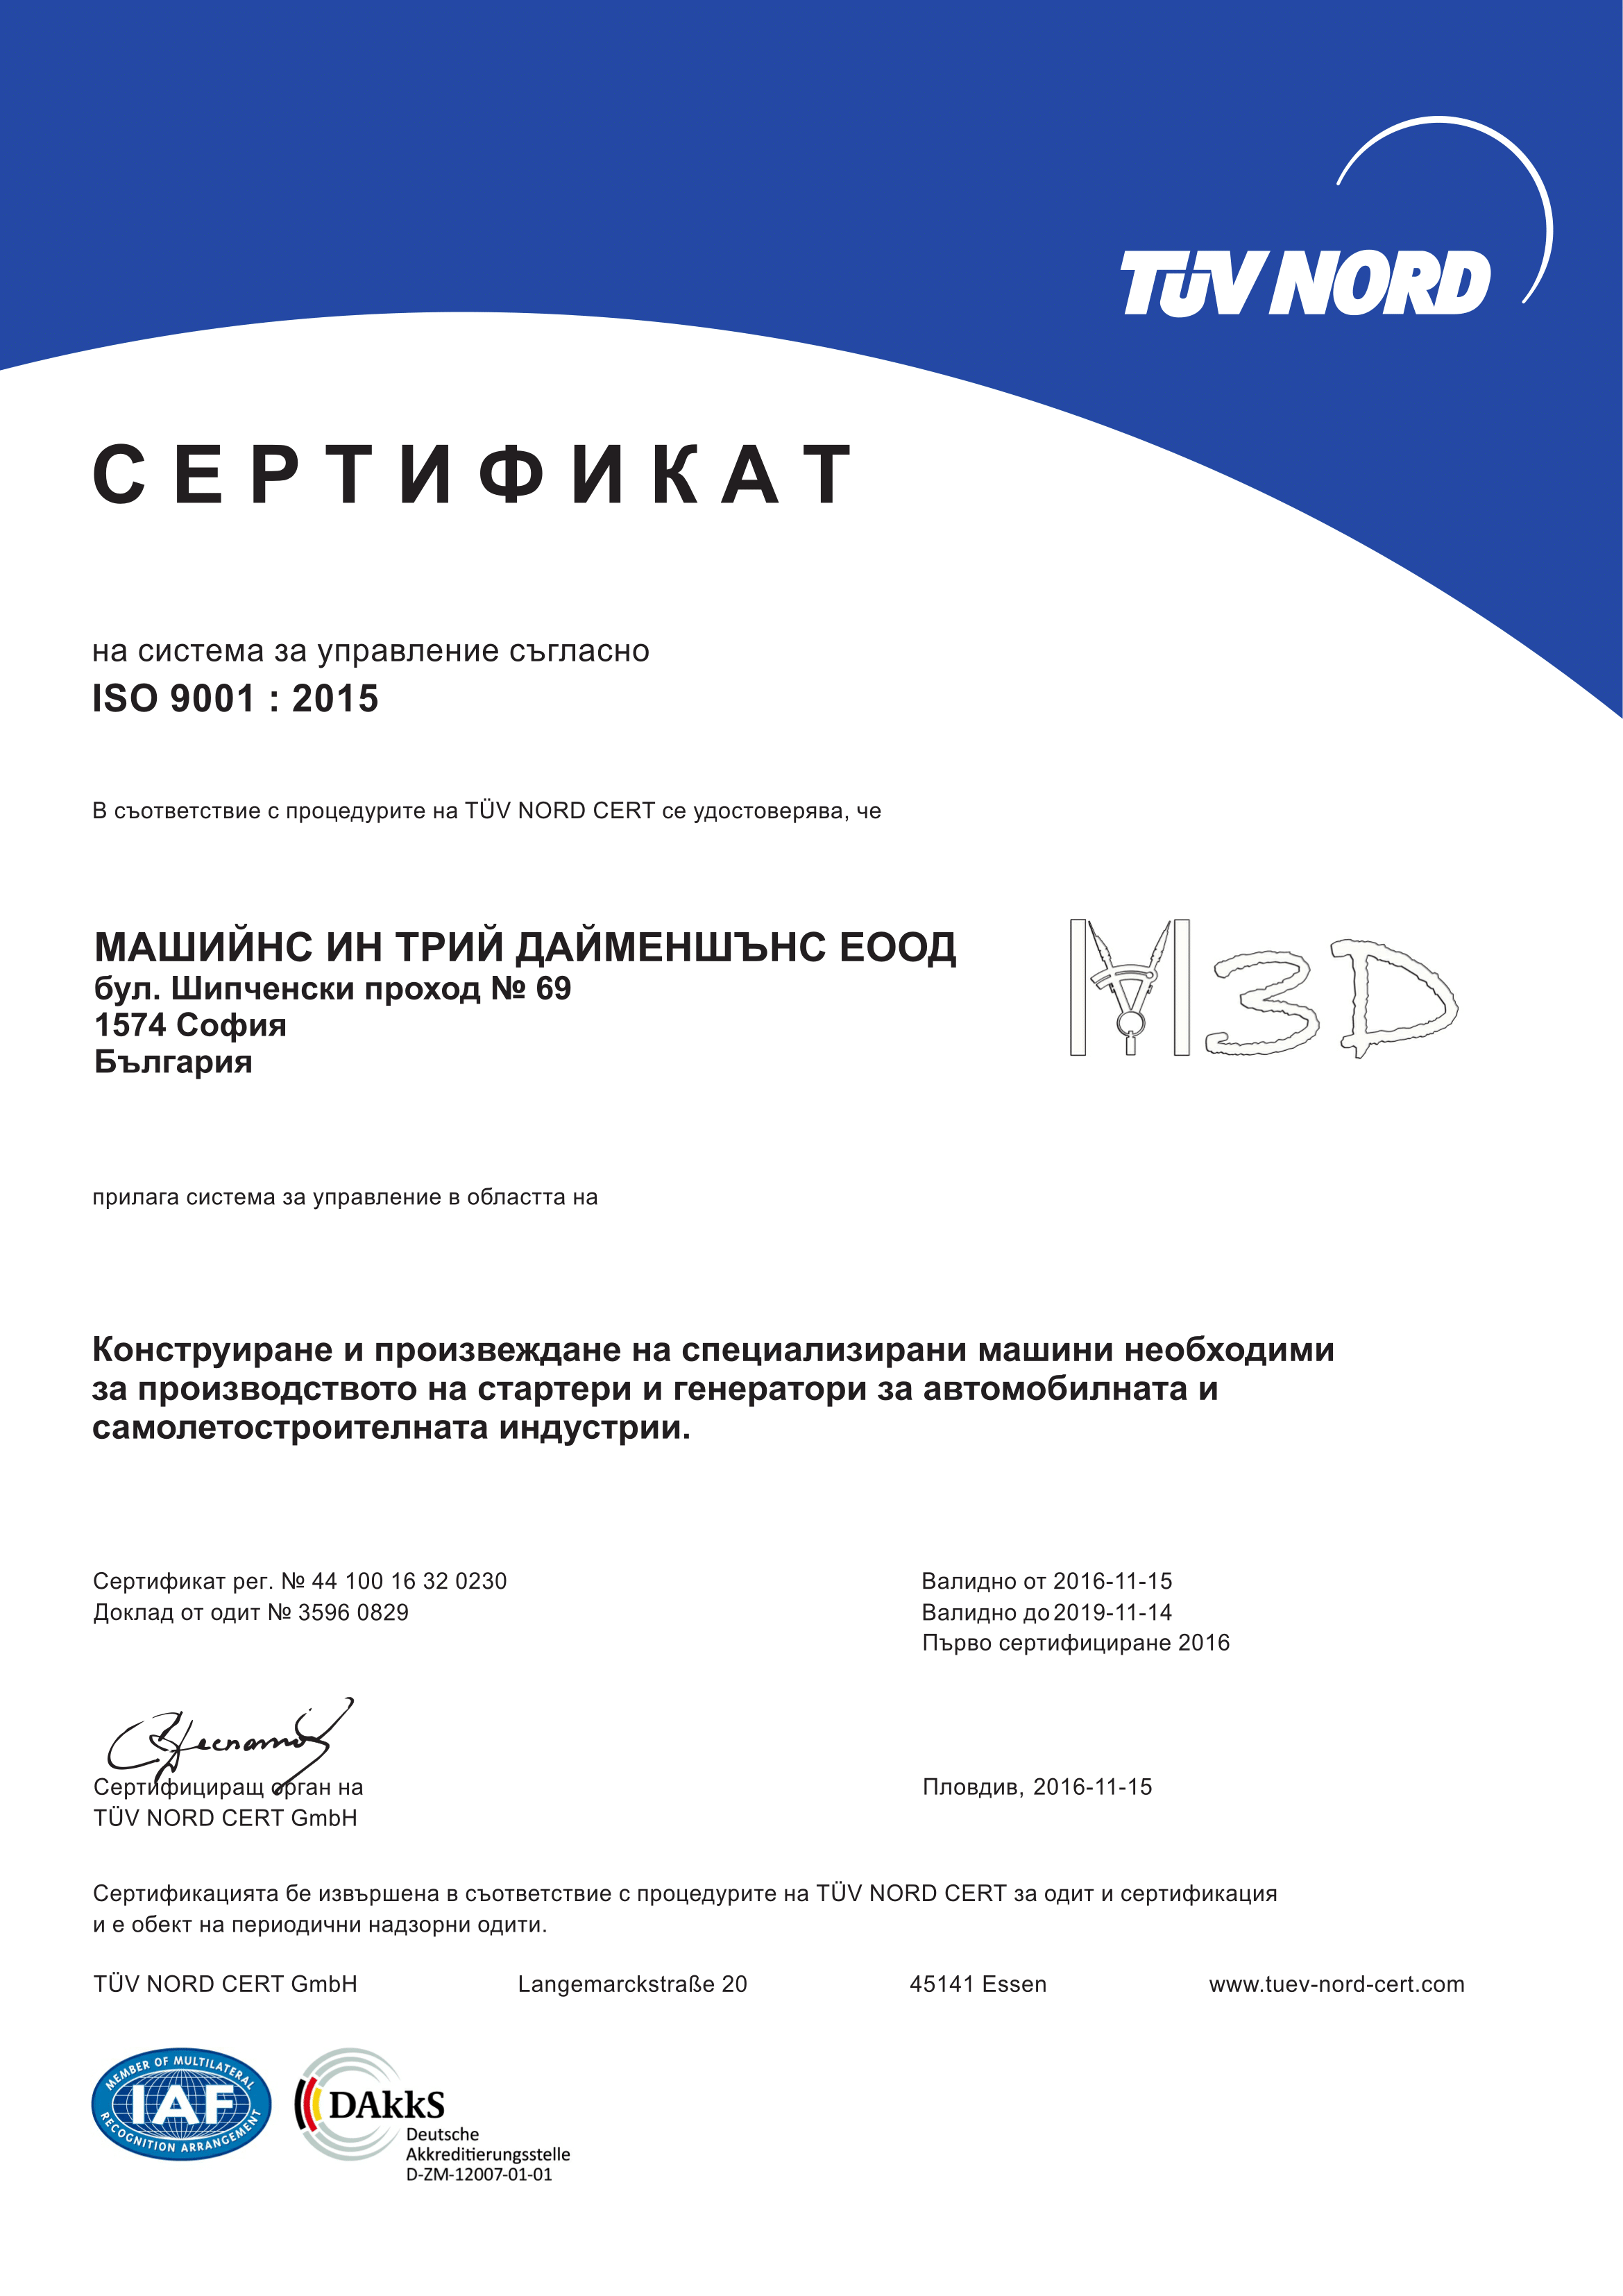 TÜV NORD
СЕРТИФИКАТ
на система за управление съгласно
ISO 9001 : 2015
В съответствие с процедурите на TÜV NORD CERT се удостоверява, че
МАШИЙНС ИН ТРИЙ ДАЙМЕНШЪНС ЕООД
бул. Шипченски проход № 69
1574 София
България
M3D
прилага система за управление в областта на
Конструиране и произвеждане на специализирани машини необходими
за производството на стартери и генератори за автомобилната и
самолетостроителната индустрии.
Сертификат рег. № 44 100 16 32 0230
Доклад от одит № 3596 0829
Валидно от 2016-11-15
Валидно до 2019-11-14
Първо сертифициране 2016
Сертифициращ орган на
TÜV NORD CERT GmbH
Пловдив, 2016-11-15
Сертификацията бе извършена в съответствие с процедурите на TÜV NORD CERT за одит и сертификация
и е обект на периодични надзорни одити.
TÜV NORD CERT GmbH Langemarckstraße 20 45141 Essen www.tuev-nord-cert.com
MEMBER OF MULTILATERAL
IAF
RECOGNITION ARRANGEMENT
DAkkS
Deutsche
Akkreditierungsstelle
D-ZM-12007-01-01